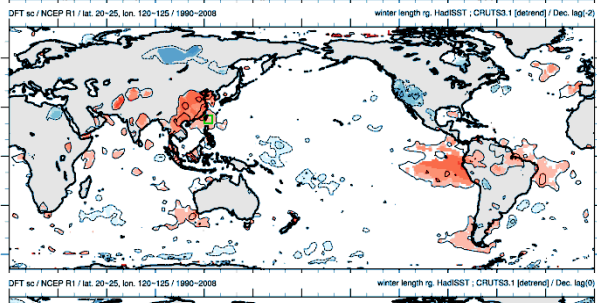 DFT sc / NCEP R1 / lat. 20-25, lon. 120-125 / 1990-2008 winter length rg. HadISST ; CRUTS3.1 [detrend] / Dec. lag(-2)
DFT sc / NCEP R1 / lat. 20-25, lon. 120-125 / 1990-2008 winter length rg. HadISST ; CRUTS3.1 [detrend] / Dec. lag(0)